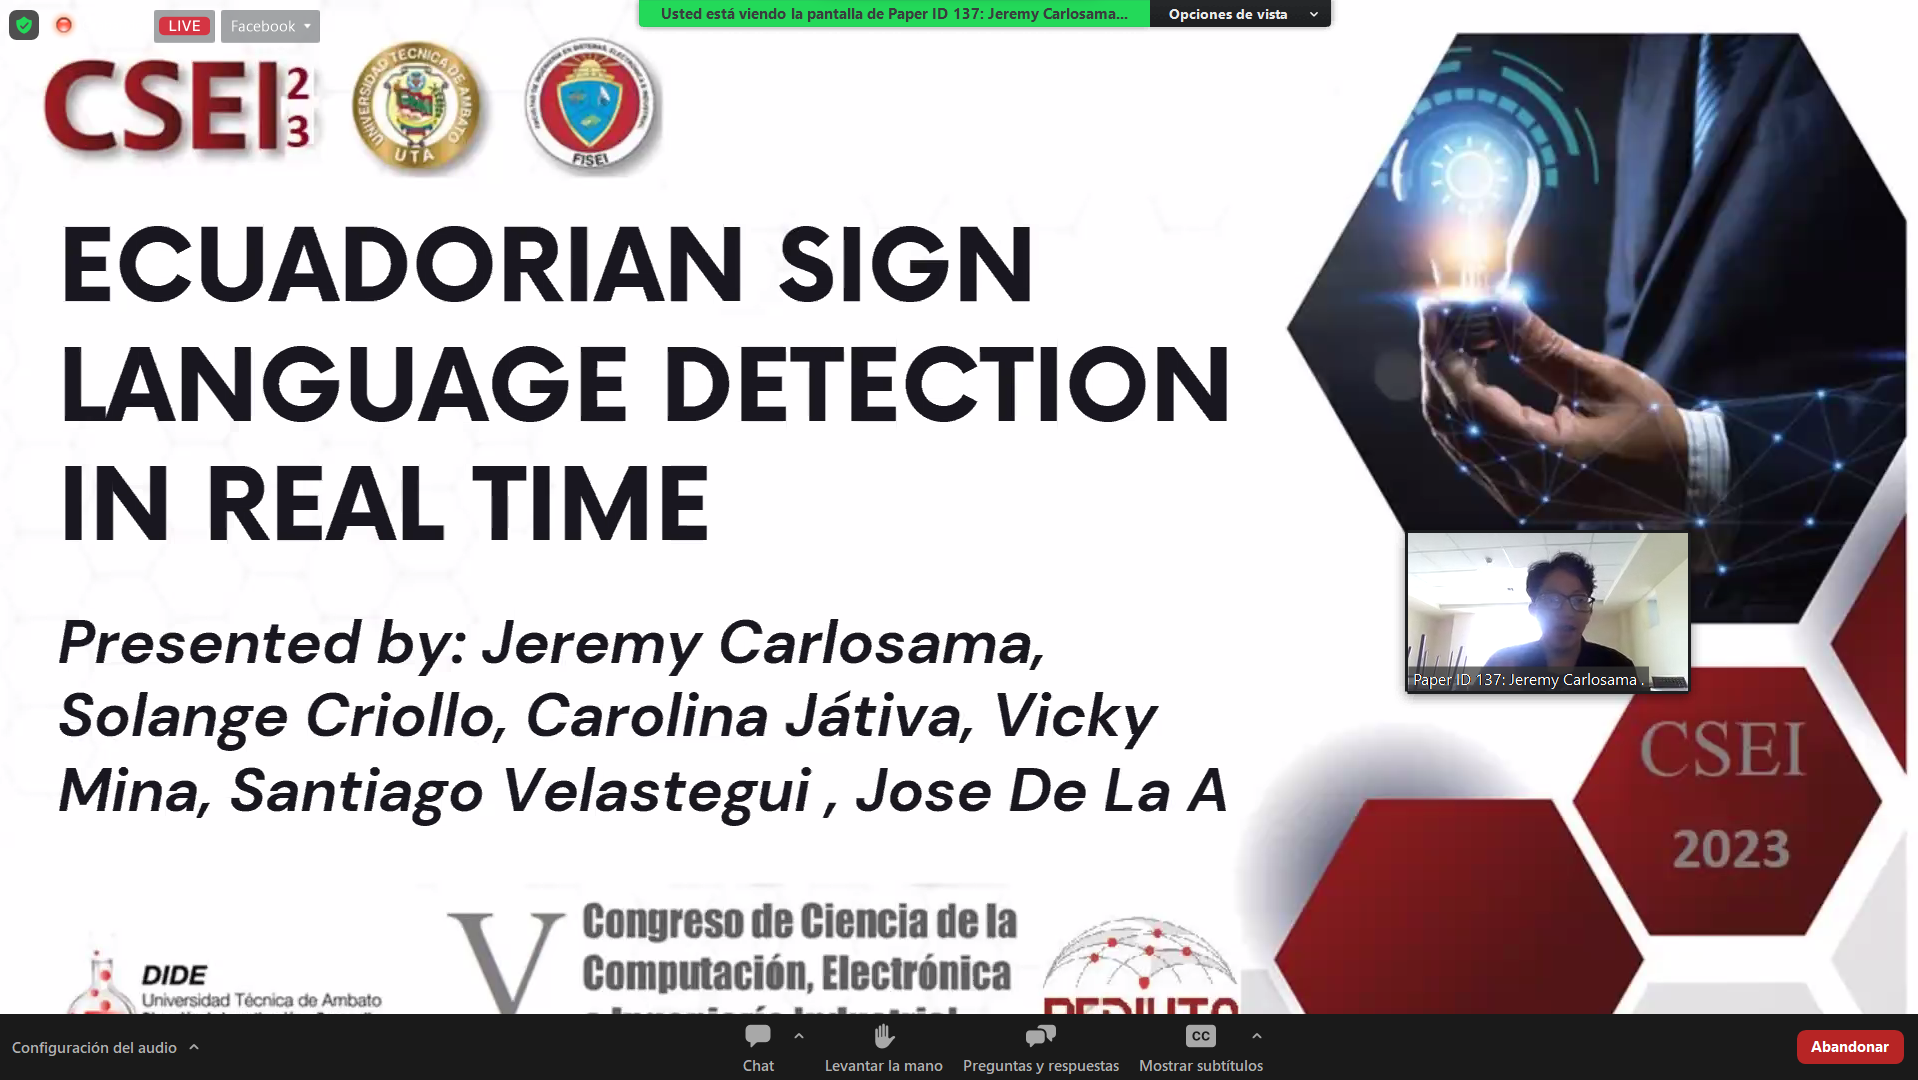 LIVE
Facebook
Usted está viendo la pantalla de Paper ID 137: Jeremy Carlosama...
Opciones de vista
CSEI 23
UNIVERSIDAD TÉCNICA DE AMBATO
UTA
FISEI
ECUADORIAN SIGN
LANGUAGE DETECTION
IN REAL TIME
Presented by: Jeremy Carlosama,
Solange Criollo, Carolina Játiva, Vicky
Mina, Santiago Velastegui , Jose De La A
Paper ID 137: Jeremy Carlosama .
CSEI
2023
DIDE
Universidad Técnica de Ambato
V Congreso de Ciencia de la
Computación, Electrónica
e Ingeniería Industrial
REDIUTA
Configuración del audio
Chat
Levantar la mano
Preguntas y respuestas
CC
Mostrar subtítulos
Abandonar